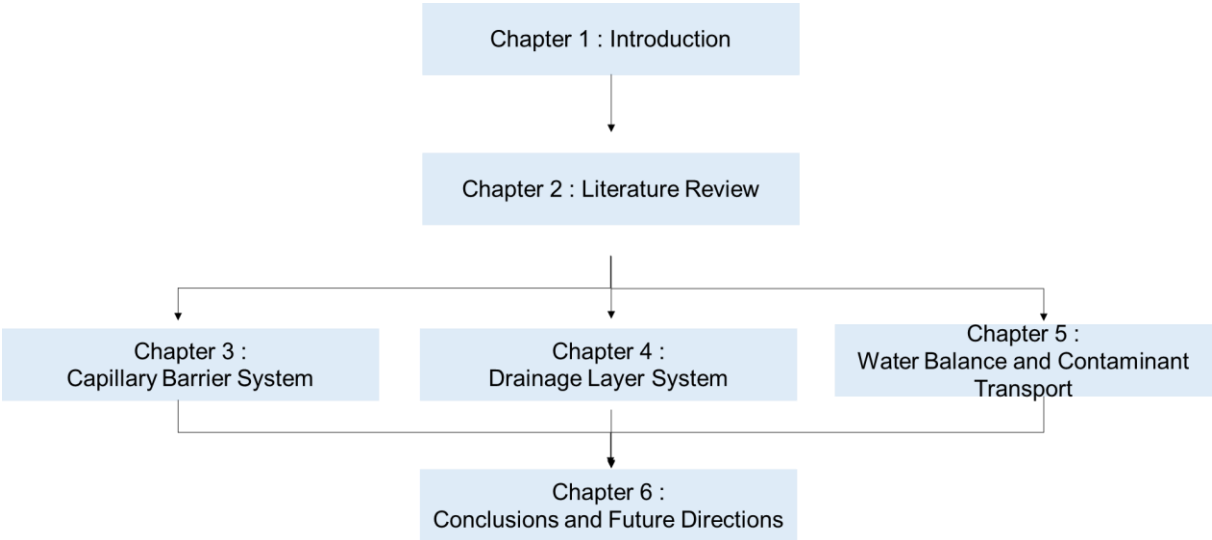 Chapter 1 : Introduction
Chapter 2 : Literature Review
Chapter 3 :
Capillary Barrier System
Chapter 4 :
Drainage Layer System
Chapter 5 :
Water Balance and Contaminant
Transport
Chapter 6 :
Conclusions and Future Directions